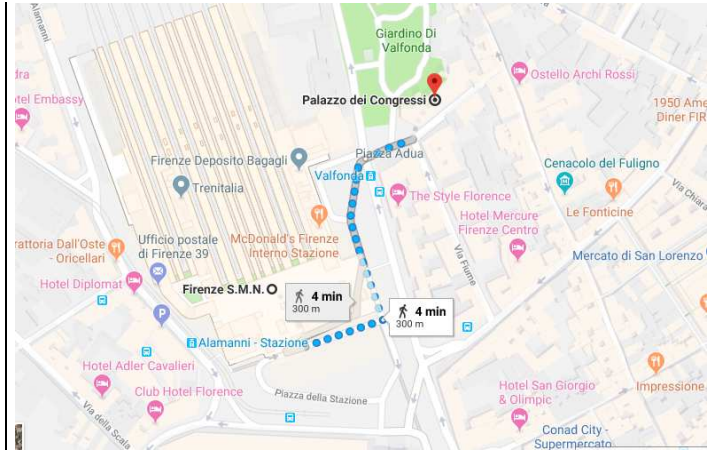 Alamanni
Giardino Di
Valfonda
dra
tel Embassy
Palazzo dei Congressi
Ostello Archi Rossi
1950 Ame
Diner FIR
Firenze Deposito Bagagli
Piazza Adua
Valfonda
Trenitalia
Cenacolo del Fuligno
The Style Florence
Le Fonticine
Via Chiara
rattoria Dall'Oste
- Oricellari
Ufficio postale
di Firenze 39
McDonald's Firenze
Interno Stazione
Hotel Mercure
Firenze Centro
Via Fiume
Mercato di San Lorenzo
Hotel Diplomat
Firenze S.M.N.
4 min
300 m
4 min
300 m
P
Alamanni - Stazione
Hotel Adler Cavalieri
Club Hotel Florence
Piazza della Stazione
Via della Scala
Hotel San Giorgio
& Olimpic
Impressione
Conad City -
Supermercato